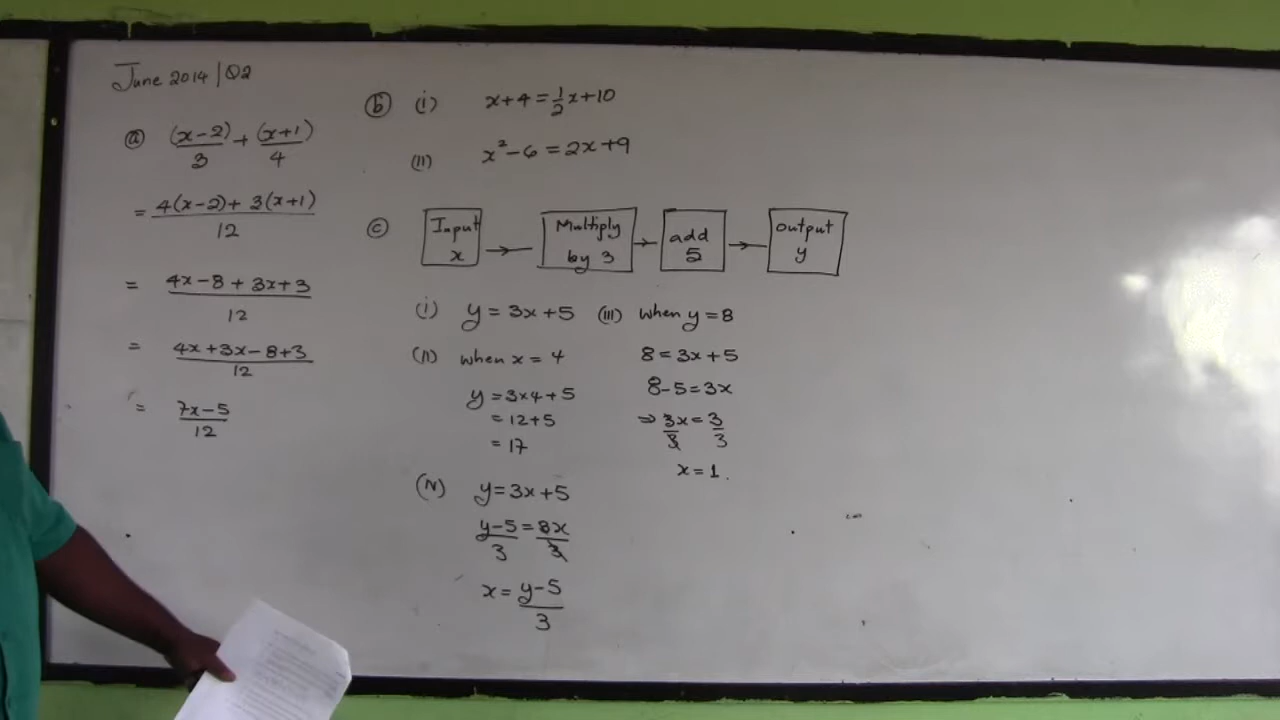 June 2014 | Q2
ⓐ (x-2)/3 + (x+1)/4
= 4(x-2) + 3(x+1)/12
= 4x-8 + 3x+3/12
= 4x+3x-8+3/12
= 7x-5/12
ⓑ (i) x+4 = 1/2 x+10
(ii) x²-6 = 2x+9
ⓒ Input x → Multiply by 3 → add 5 → output y
(i) y = 3x+5
(ii) when x = 4
y = 3x4+5
= 12+5
= 17
(iii) when y = 8
8 = 3x+5
8-5 = 3x
⇒ 3x/3 = 3/3
x = 1.
(iv) y = 3x+5
y-5/3 = 3x/3
x = y-5/3